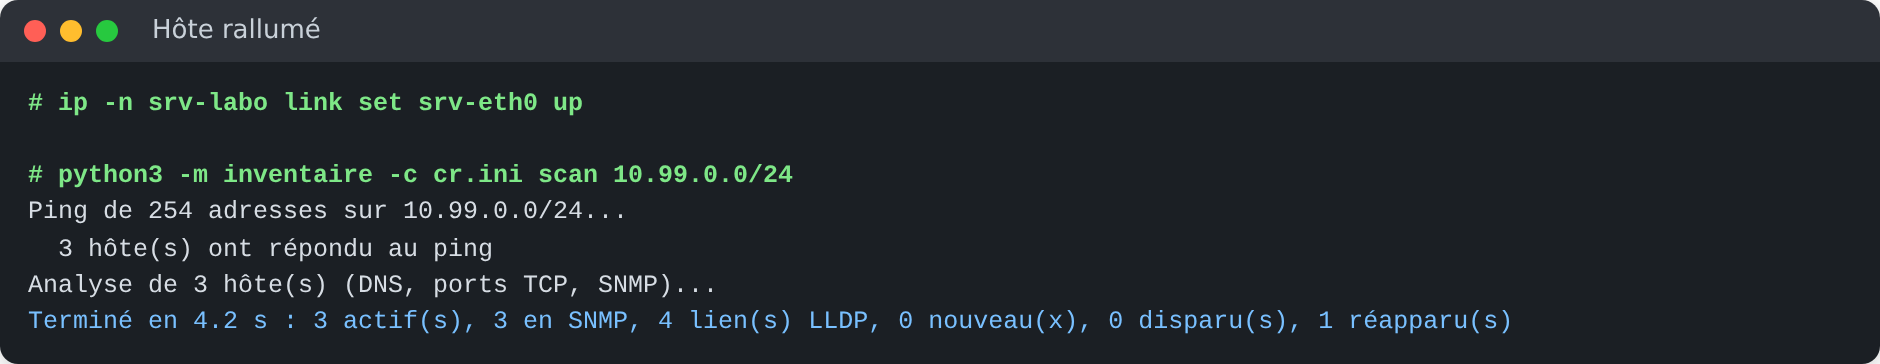 Hôte rallumé
# ip -n srv-labo link set srv-eth0 up
# python3 -m inventaire -c cr.ini scan 10.99.0.0/24
Ping de 254 adresses sur 10.99.0.0/24...
  3 hôte(s) ont répondu au ping
Analyse de 3 hôte(s) (DNS, ports TCP, SNMP)...
Terminé en 4.2 s : 3 actif(s), 3 en SNMP, 4 lien(s) LLDP, 0 nouveau(x), 0 disparu(s), 1 réapparu(s)